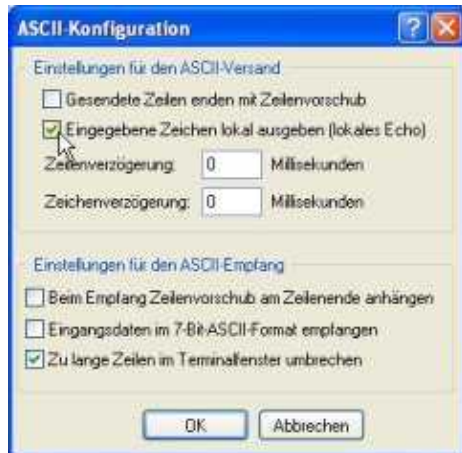 ASCII-Konfiguration
Einstellungen für den ASCII-Versand
Gesendete Zeilen enden mit Zeilenvorschub
Eingegebene Zeichen lokal ausgeben (lokales Echo)
Zeilenverzögerung: 0 Millisekunden
Zeichenverzögerung: 0 Millisekunden
Einstellungen für den ASCII-Empfang
Beim Empfang Zeilenvorschub am Zeilenende anhängen
Eingangsdaten im 7-Bit-ASCII-Format empfangen
Zu lange Zeilen im Terminalfenster umbrechen
OK Abbrechen